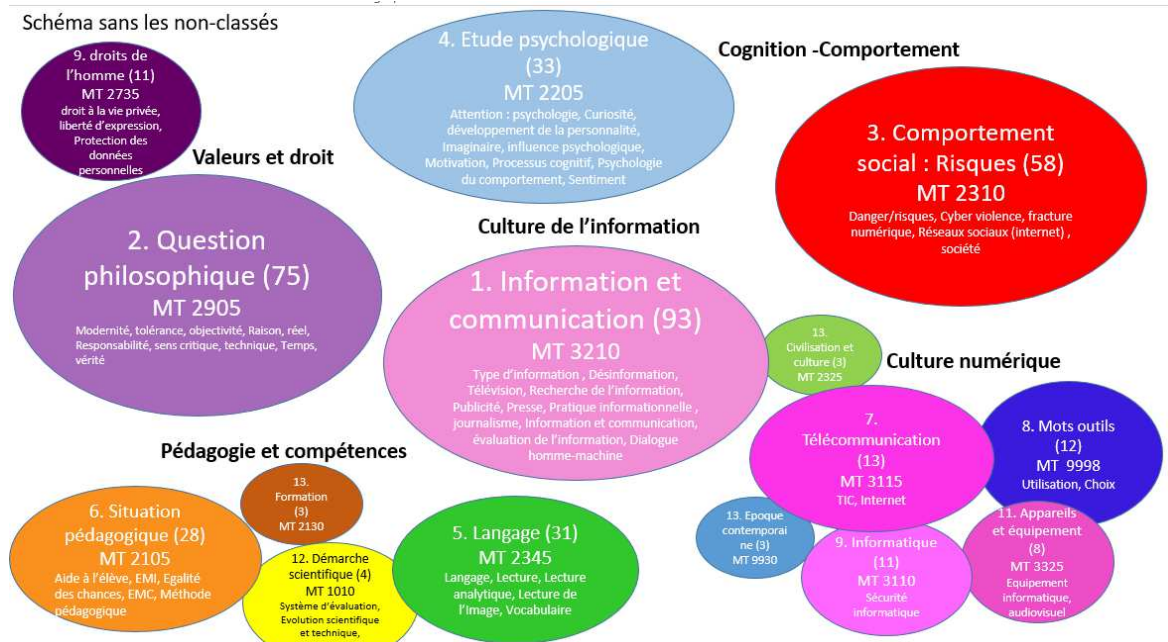 Schéma sans les non-classés
9. droits de
l'homme (11)
MT 2735
droit à la vie privée,
liberté d'expression,
Protection des
données
personnelles
Valeurs et droit
2. Question
philosophique (75)
MT 2905
Modernité, tolérance, objectivité, Raison, réel,
Responsabilité, sens critique, technique, Temps,
vérité
4. Etude psychologique
(33)
MT 2205
Attention : psychologie, Curiosité,
développement de la personnalité,
Imaginaire, influence psychologique,
Motivation, Processus cognitif, Psychologie
du comportement, Sentiment
Cognition -Comportement
3. Comportement
social : Risques (58)
MT 2310
Danger/risques, Cyber violence, fracture
numérique, Réseaux sociaux (internet) ,
société
Culture de l'information
1. Information et
communication (93)
MT 3210
Type d'information , Désinformation,
Télévision, Recherche de l'information,
Publicité, Presse, Pratique informationnelle ,
journalisme, Information et communication,
évaluation de l'information, Dialogue
homme-machine
13.
Civilisation et
culture (3)
MT 2325
Culture numérique
7.
Télécommunication
(13)
MT 3115
TIC, Internet
8. Mots outils
(12)
MT 9998
Utilisation, Choix
13. Epoque
contemporai
ne (3)
MT 9930
9. Informatique
(11)
MT 3110
Sécurité
informatique
11. Appareils
et équipement
(8)
MT 3325
Equipement
informatique,
audiovisuel
Pédagogie et compétences
13.
Formation
(3)
MT 2130
6. Situation
pédagogique (28)
MT 2105
Aide à l'élève, EMI, Egalité
des chances, EMC, Méthode
pédagogique
12. Démarche
scientifique (4)
MT 1010
Système d'évaluation,
Evolution scientifique
et technique,
5. Langage (31)
MT 2345
Langage, Lecture, Lecture
analytique, Lecture de
l'Image, Vocabulaire